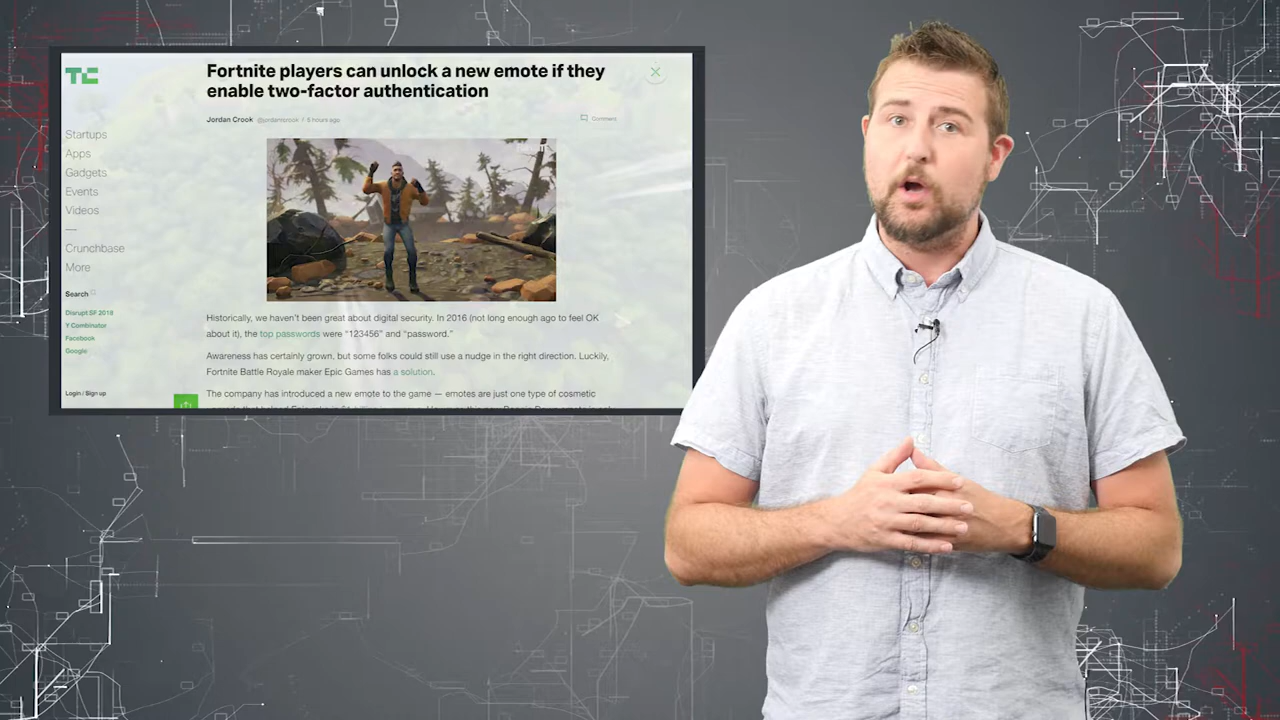 TC
Fortnite players can unlock a new emote if they
enable two-factor authentication
Jordan Crook @jordanrcrook / 5 hours ago
Comment
Startups
Apps
Gadgets
Events
Videos
—
Crunchbase
More
Search
Disrupt SF 2018
Y Combinator
Facebook
Google
Login / Sign up
Historically, we haven't been great about digital security. In 2016 (not long enough ago to feel OK
about it), the top passwords were “123456” and “password.”
Awareness has certainly grown, but some folks could still use a nudge in the right direction. Luckily,
Fortnite Battle Royale maker Epic Games has a solution.
The company has introduced a new emote to the game — emotes are just one type of cosmetic